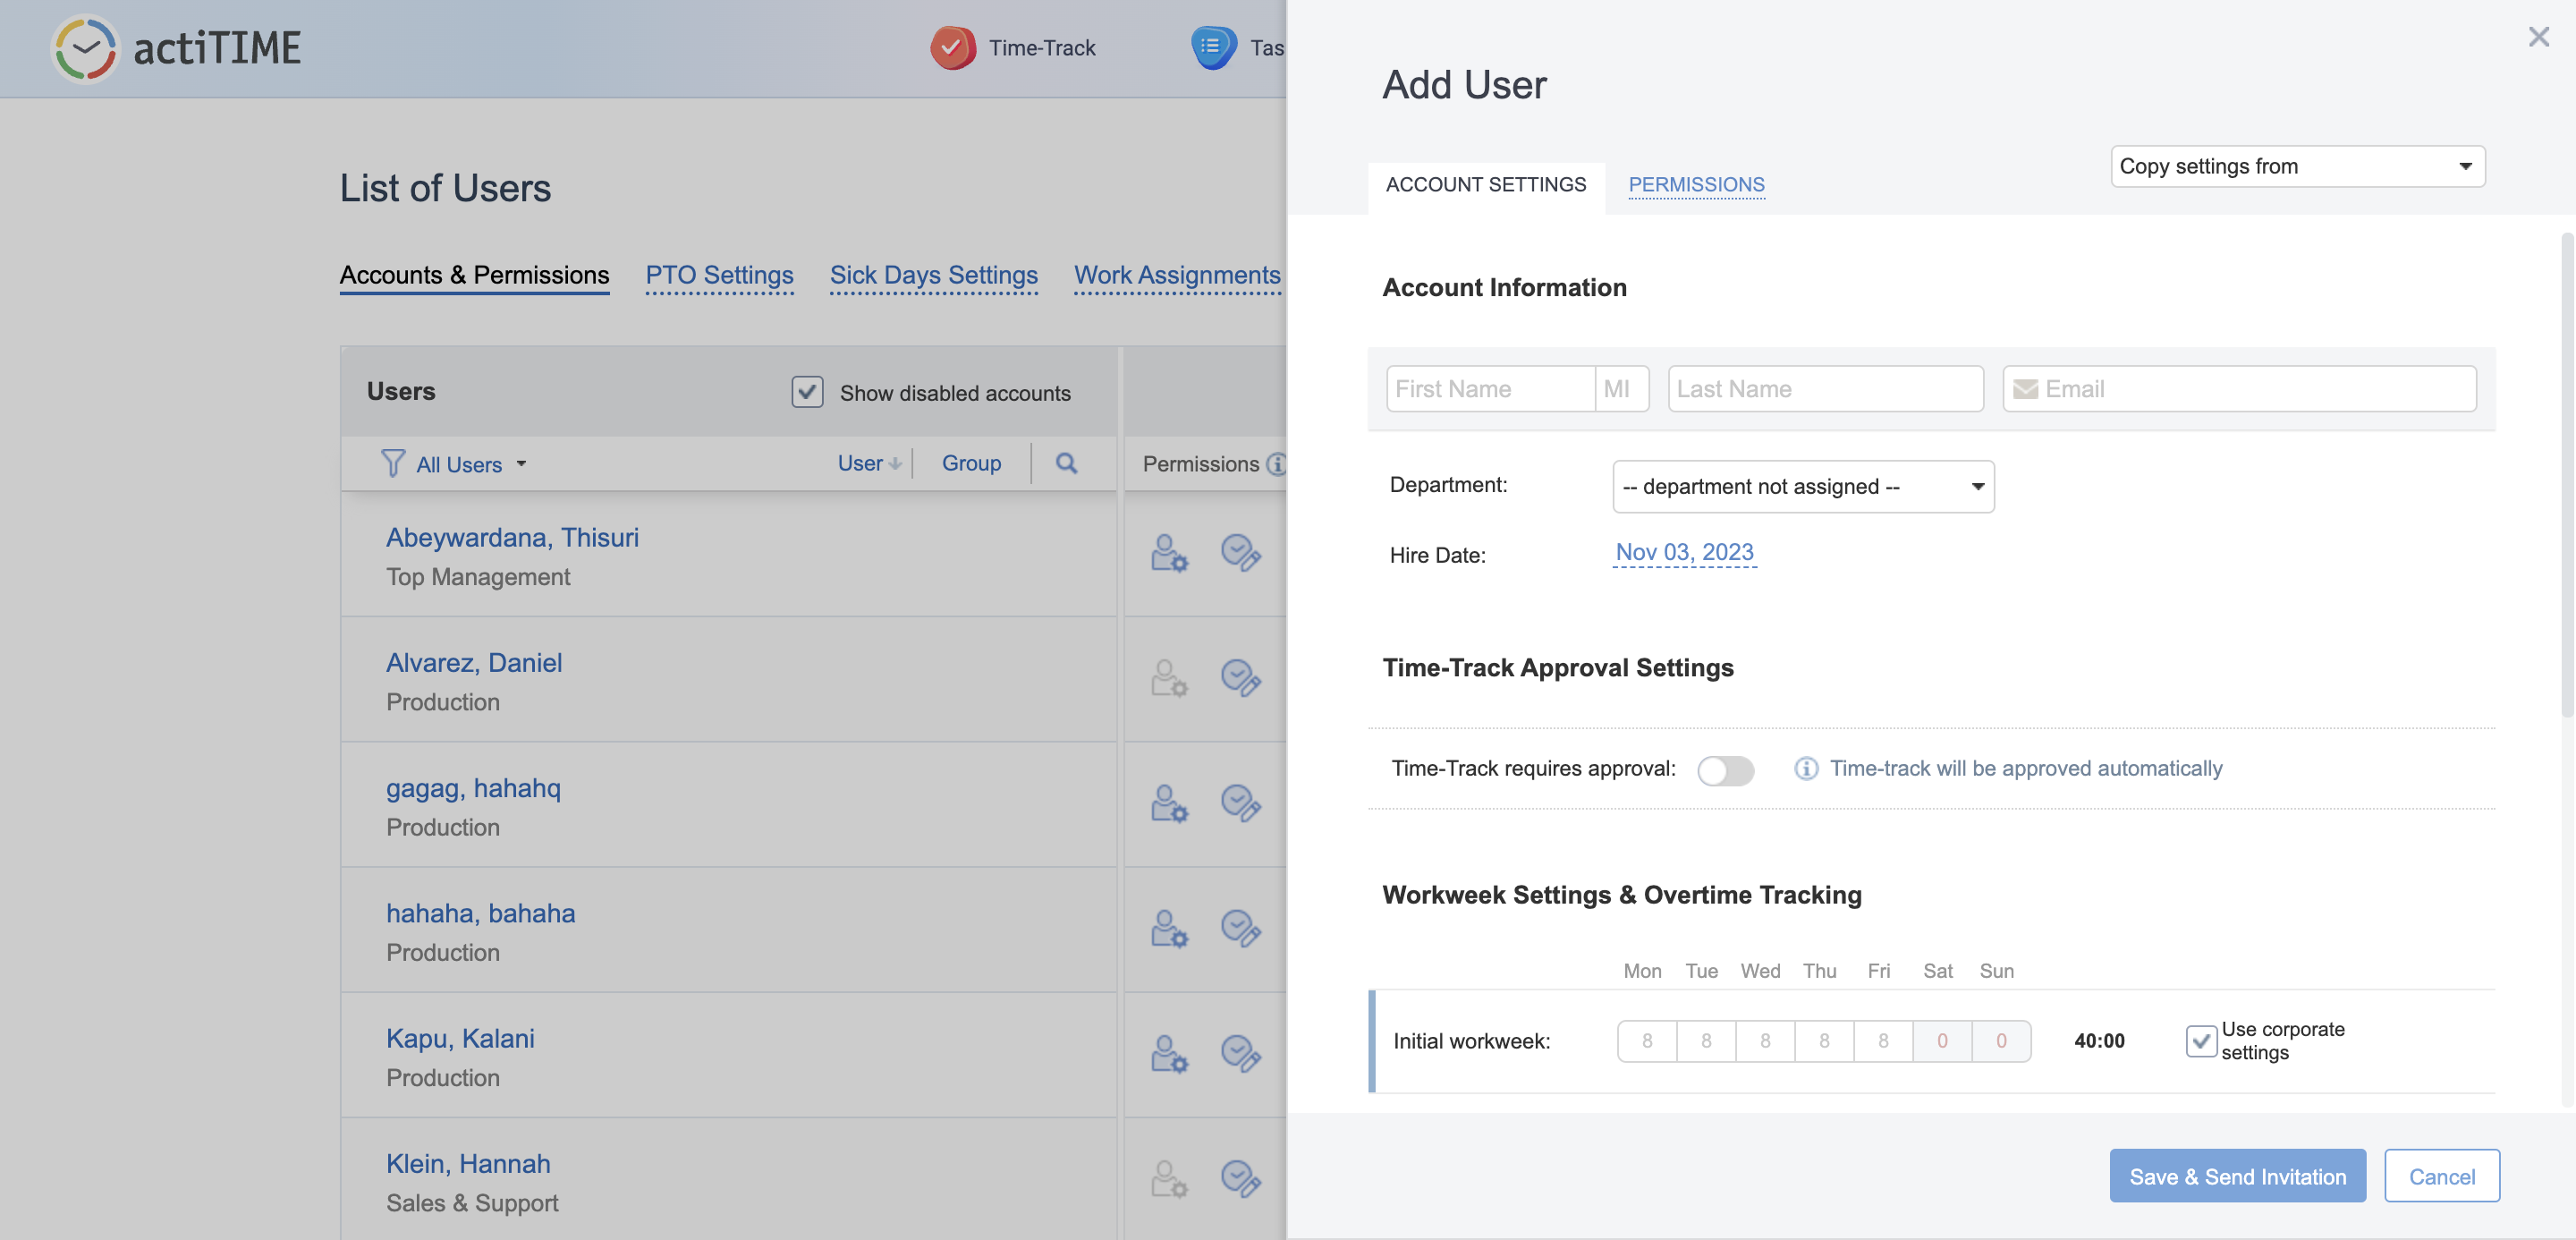 actiTIME
Time-Track
Tas
List of Users
Accounts & Permissions PTO Settings Sick Days Settings Work Assignments
Users
Show disabled accounts
All Users
User
Group
Permissions
Abeywardana, Thisuri
Top Management
Alvarez, Daniel
Production
gagag, hahahq
Production
hahaha, bahaha
Production
Kapu, Kalani
Production
Klein, Hannah
Sales & Support
Add User
ACCOUNT SETTINGS
PERMISSIONS
Copy settings from
Account Information
First Name
MI
Last Name
Email
Department:
-- department not assigned --
Hire Date:
Nov 03, 2023
Time-Track Approval Settings
Time-Track requires approval:
Time-track will be approved automatically
Workweek Settings & Overtime Tracking
Mon Tue Wed Thu Fri Sat Sun
Initial workweek:
8 8 8 8 8 0 0
40:00
Use corporate
settings
Save & Send Invitation
Cancel